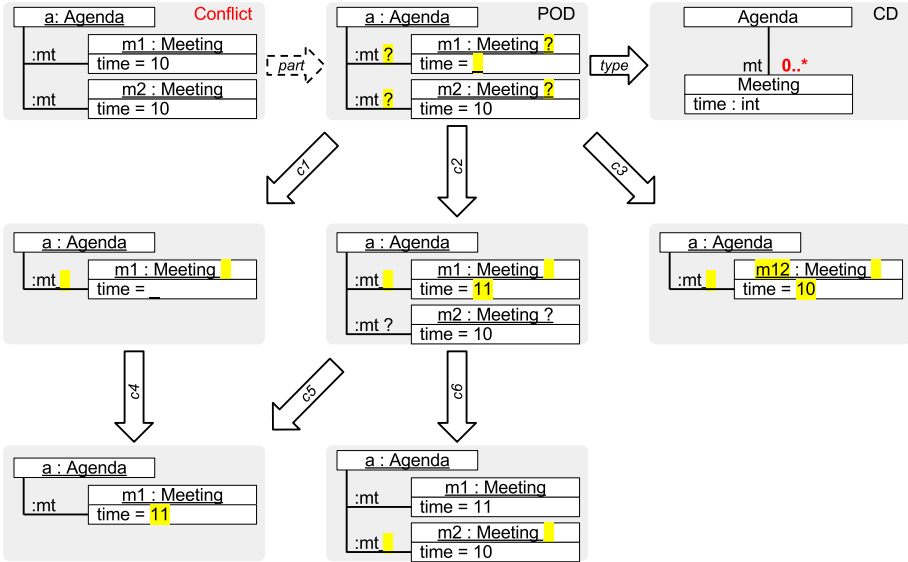 a: Agenda Conflict
:mt m1 : Meeting
time = 10
:mt m2 : Meeting
time = 10
part
a : Agenda POD
:mt ? m1 : Meeting ?
time = _
:mt ? m2 : Meeting ?
time = 10
type
Agenda CD
mt 0..*
Meeting
time : int
c1
c2
c3
a : Agenda
:mt m1 : Meeting
time = _
a : Agenda
:mt m1 : Meeting
time = 11
:mt ? m2 : Meeting ?
time = 10
a : Agenda
:mt m12 : Meeting
time = 10
c4
c5
c6
a : Agenda
:mt m1 : Meeting
time = 11
a : Agenda
:mt m1 : Meeting
time = 11
:mt m2 : Meeting
time = 10